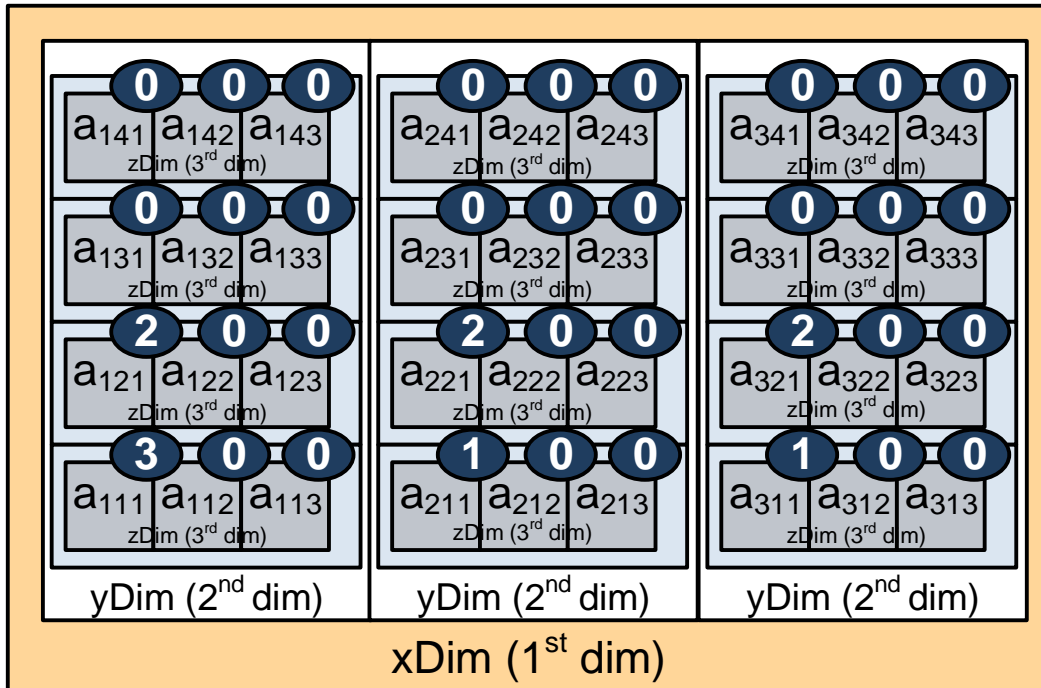 0 0 0 0 0 0 0 0 0
a141 a142 a143 a241 a242 a243 a341 a342 a343
zDim (3rd dim) zDim (3rd dim) zDim (3rd dim)
0 0 0 0 0 0 0 0 0
a131 a132 a133 a231 a232 a233 a331 a332 a333
zDim (3rd dim) zDim (3rd dim) zDim (3rd dim)
2 0 0 2 0 0 2 0 0
a121 a122 a123 a221 a222 a223 a321 a322 a323
zDim (3rd dim) zDim (3rd dim) zDim (3rd dim)
3 0 0 1 0 0 1 0 0
a111 a112 a113 a211 a212 a213 a311 a312 a313
zDim (3rd dim) zDim (3rd dim) zDim (3rd dim)
yDim (2nd dim) yDim (2nd dim) yDim (2nd dim)
xDim (1st dim)